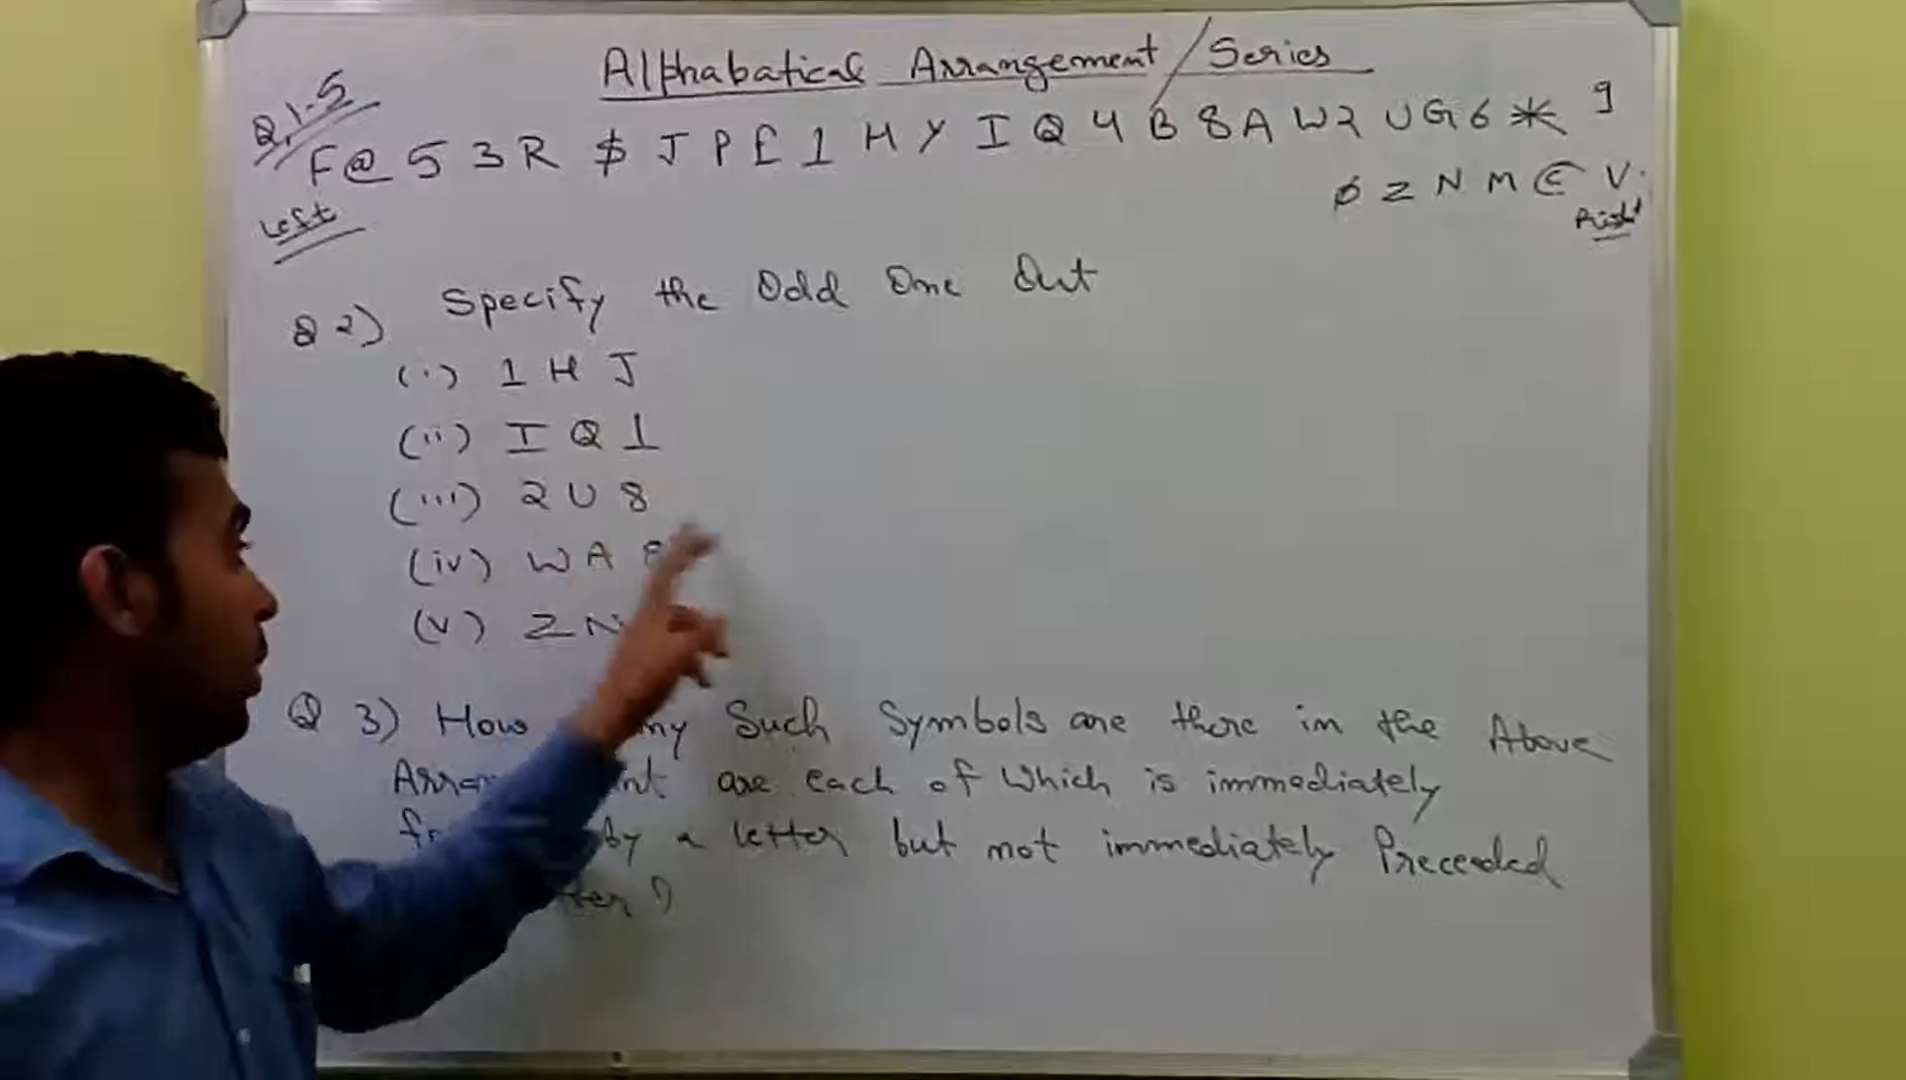 Alphabatical Arrangement / Series
Q. 1-5
F @ 5 3 R $ J P £ 1 H Y I Q 4 B 8 A W 2 U G 6 * 9
ø Z N M € V.
Left
Right
Q 2) Specify the Odd One Out
(i) 1 H J
(ii) I Q 1
(iii) 2 U 8
(iv) W A
(v) Z N
Q 3) How Such Symbols are there in the Above
are each of Which is immediately
by a letter but not immediately Preceeded